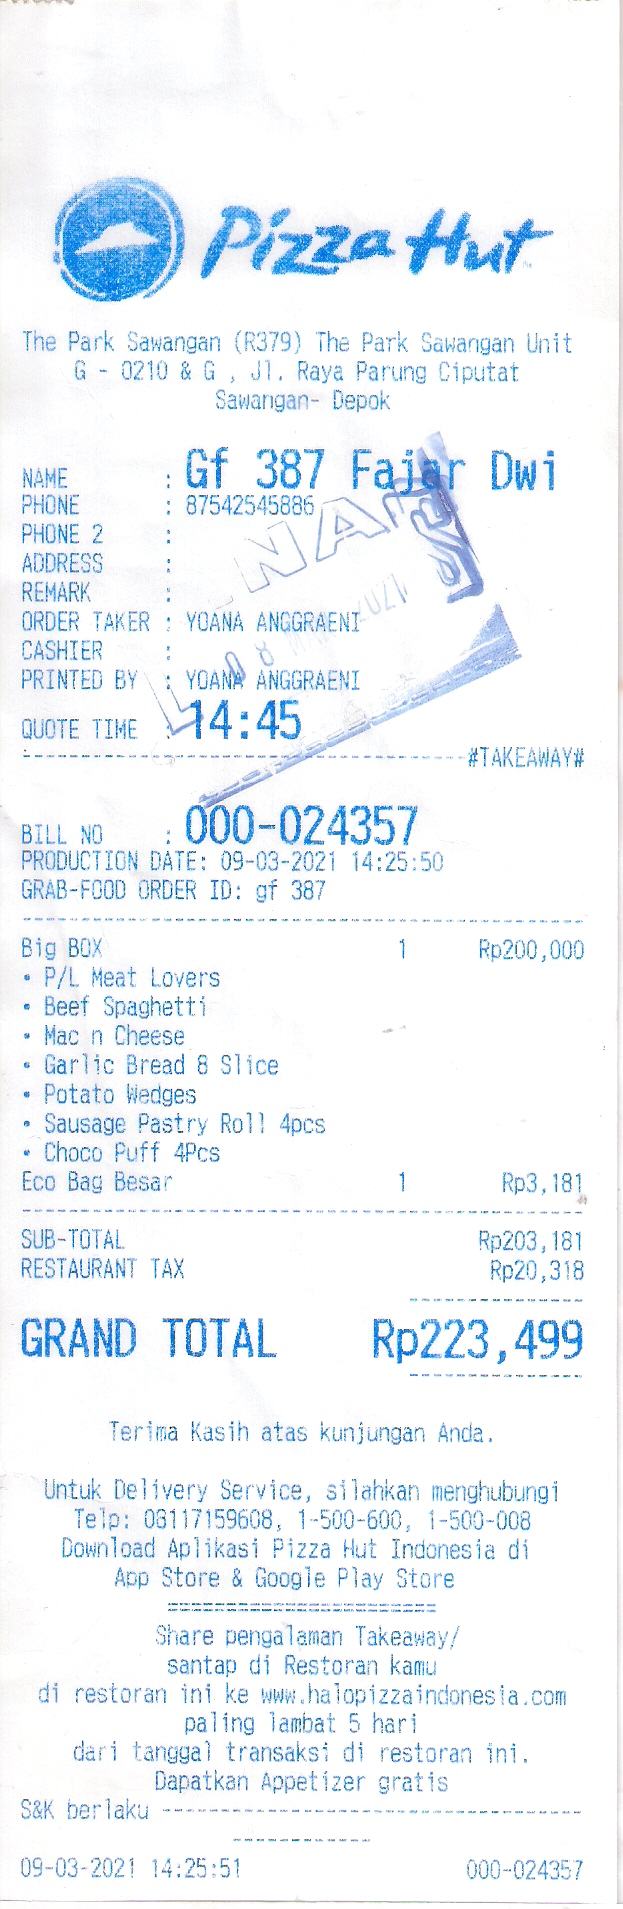 Pizza Hut
The Park Sawangan (R379) The Park Sawangan Unit
G - 0210 & G , Jl. Raya Parung Ciputat
Sawangan- Depok
NAME : Gf 387 Fajar Dwi
PHONE : 87542545886
PHONE 2 :
ADDRESS :
REMARK :
ORDER TAKER : YOANA ANGGRAENI
CASHIER :
PRINTED BY : YOANA ANGGRAENI
QUOTE TIME : 14:45
#TAKEAWAY#
BILL NO : 000-024357
PRODUCTION DATE: 09-03-2021 14:25:50
GRAB-FOOD ORDER ID: gf 387
Big BOX 1 Rp200,000
• P/L Meat Lovers
• Beef Spaghetti
• Mac n Cheese
• Garlic Bread 8 Slice
• Potato Wedges
• Sausage Pastry Roll 4pcs
• Choco Puff 4Pcs
Eco Bag Besar 1 Rp3,181
SUB-TOTAL Rp203,181
RESTAURANT TAX Rp20,318
GRAND TOTAL Rp223,499
Terima Kasih atas kunjungan Anda.
Untuk Delivery Service, silahkan menghubungi
Telp: 08117159608, 1-500-600, 1-500-008
Download Aplikasi Pizza Hut Indonesia di
App Store & Google Play Store
Share pengalaman Takeaway/
santap di Restoran kamu
di restoran ini ke www.halopizzaindonesia.com
paling lambat 5 hari
dari tanggal transaksi di restoran ini.
Dapatkan Appetizer gratis
S&K berlaku
09-03-2021 14:25:51 000-024357